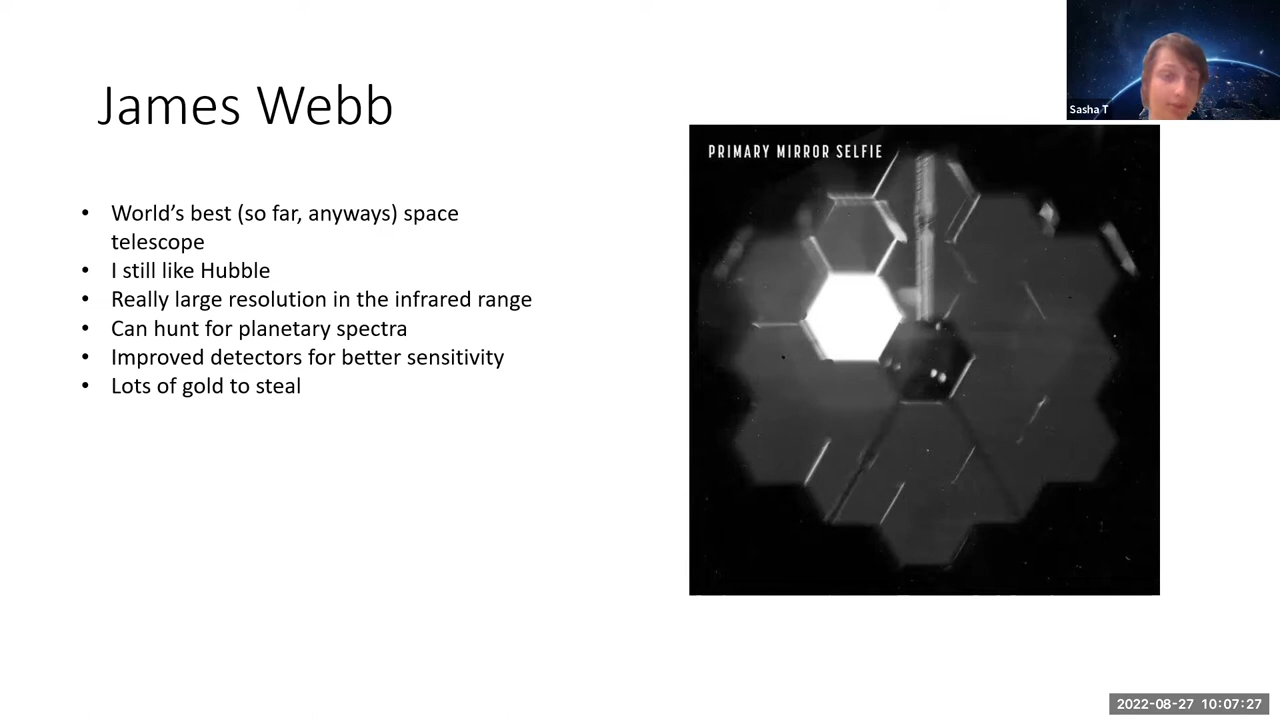 James Webb
• World’s best (so far, anyways) space
telescope
• I still like Hubble
• Really large resolution in the infrared range
• Can hunt for planetary spectra
• Improved detectors for better sensitivity
• Lots of gold to steal
PRIMARY MIRROR SELFIE
Sasha T
2022-08-27 10:07:27